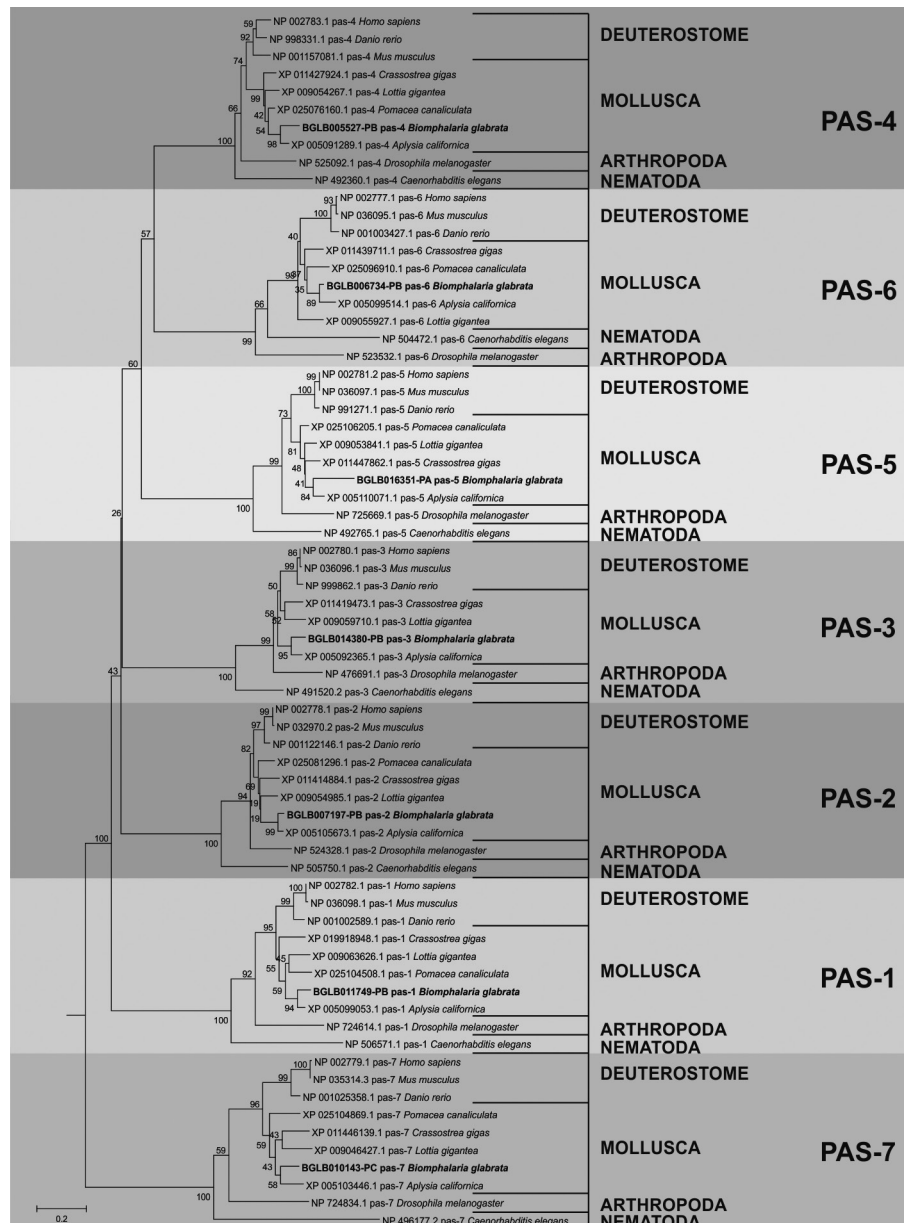 59
NP 002783.1 pas-4 Homo sapiens
DEUTEROSTOME
92
NP 998331.1 pas-4 Danio rerio
NP 001157081.1 pas-4 Mus musculus
74
XP 011427924.1 pas-4 Crassostrea gigas
99
XP 009054267.1 pas-4 Lottia gigantea
MOLLUSCA
66
42
XP 025076160.1 pas-4 Pomacea canaliculata
PAS-4
54
BGLB005527-PB pas-4 Biomphalaria glabrata
100
98
XP 005091289.1 pas-4 Aplysia californica
NP 525092.1 pas-4 Drosophila melanogaster
ARTHROPODA
NP 492360.1 pas-4 Caenorhabditis elegans
NEMATODA
93
NP 002777.1 pas-6 Homo sapiens
100
NP 036095.1 pas-6 Mus musculus
DEUTEROSTOME
57
40
NP 001003427.1 pas-6 Danio rerio
XP 011439711.1 pas-6 Crassostrea gigas
98
37
XP 025096910.1 pas-6 Pomacea canaliculata
MOLLUSCA
35
BGLB006734-PB pas-6 Biomphalaria glabrata
PAS-6
66
89
XP 005099514.1 pas-6 Aplysia californica
XP 009055927.1 pas-6 Lottia gigantea
99
NP 504472.1 pas-6 Caenorhabditis elegans
NEMATODA
NP 523532.1 pas-6 Drosophila melanogaster
ARTHROPODA
60
99
NP 002781.2 pas-5 Homo sapiens
100
NP 036097.1 pas-5 Mus musculus
DEUTEROSTOME
73
NP 991271.1 pas-5 Danio rerio
XP 025106205.1 pas-5 Pomacea canaliculata
81
XP 009053841.1 pas-5 Lottia gigantea
99
48
XP 011447862.1 pas-5 Crassostrea gigas
MOLLUSCA
PAS-5
41
BGLB016351-PA pas-5 Biomphalaria glabrata
84
XP 005110071.1 pas-5 Aplysia californica
100
NP 725669.1 pas-5 Drosophila melanogaster
ARTHROPODA
26
NP 492765.1 pas-5 Caenorhabditis elegans
NEMATODA
86
NP 002780.1 pas-3 Homo sapiens
99
NP 036096.1 pas-3 Mus musculus
DEUTEROSTOME
50
NP 999862.1 pas-3 Danio rerio
58
XP 011419473.1 pas-3 Crassostrea gigas
52
XP 009059710.1 pas-3 Lottia gigantea
MOLLUSCA
PAS-3
99
BGLB014380-PB pas-3 Biomphalaria glabrata
95
XP 005092365.1 pas-3 Aplysia californica
43
100
NP 476691.1 pas-3 Drosophila melanogaster
ARTHROPODA
NP 491520.2 pas-3 Caenorhabditis elegans
NEMATODA
99
NP 002778.1 pas-2 Homo sapiens
97
NP 032970.2 pas-2 Mus musculus
DEUTEROSTOME
82
NP 001122146.1 pas-2 Danio rerio
XP 025081296.1 pas-2 Pomacea canaliculata
69
XP 011414884.1 pas-2 Crassostrea gigas
94
19
XP 009054985.1 pas-2 Lottia gigantea
MOLLUSCA
PAS-2
19
BGLB007197-PB pas-2 Biomphalaria glabrata
99
XP 005105673.1 pas-2 Aplysia californica
100
NP 524328.1 pas-2 Drosophila melanogaster
ARTHROPODA
100
NP 505750.1 pas-2 Caenorhabditis elegans
NEMATODA
100
NP 002782.1 pas-1 Homo sapiens
99
NP 036098.1 pas-1 Mus musculus
DEUTEROSTOME
95
NP 001002589.1 pas-1 Danio rerio
XP 019918948.1 pas-1 Crassostrea gigas
45
XP 009063626.1 pas-1 Lottia gigantea
92
55
XP 025104508.1 pas-1 Pomacea canaliculata
MOLLUSCA
PAS-1
59
BGLB011749-PB pas-1 Biomphalaria glabrata
94
XP 005099053.1 pas-1 Aplysia californica
100
NP 724614.1 pas-1 Drosophila melanogaster
ARTHROPODA
NP 506571.1 pas-1 Caenorhabditis elegans
NEMATODA
100
NP 002779.1 pas-7 Homo sapiens
99
NP 035314.3 pas-7 Mus musculus
DEUTEROSTOME
96
NP 001025358.1 pas-7 Danio rerio
XP 025104869.1 pas-7 Pomacea canaliculata
43
XP 011446139.1 pas-7 Crassostrea gigas
59
59
XP 009046427.1 pas-7 Lottia gigantea
MOLLUSCA
PAS-7
43
BGLB010143-PC pas-7 Biomphalaria glabrata
58
XP 005103446.1 pas-7 Aplysia californica
100
NP 724834.1 pas-7 Drosophila melanogaster
ARTHROPODA
0.2
NP 496177.2 pas-7 Caenorhabditis elegans
NEMATODA